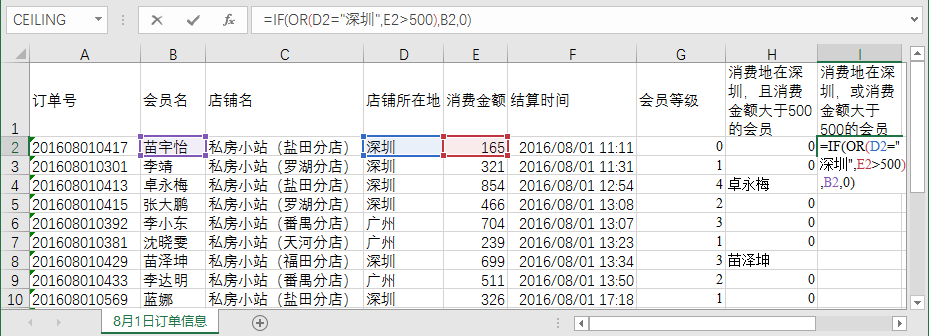 CEILING =IF(OR(D2="深圳",E2>500),B2,0)
A B C D E F G H I
1 订单号 会员名 店铺名 店铺所在地 消费金额 结算时间 会员等级 消费地在深圳，且消费金额大于500的会员 消费地在深圳，或消费金额大于500的会员
2 201608010417 苗宇怡 私房小站（盐田分店） 深圳 165 2016/08/01 11:11 0 0 =IF(OR(D2="深圳",E2>500),B2,0)
3 201608010301 李靖 私房小站（罗湖分店） 深圳 321 2016/08/01 11:31 1 0
4 201608010413 卓永梅 私房小站（盐田分店） 深圳 854 2016/08/01 12:54 4 卓永梅
5 201608010415 张大鹏 私房小站（罗湖分店） 深圳 466 2016/08/01 13:08 2 0
6 201608010392 李小东 私房小站（番禺分店） 广州 704 2016/08/01 13:07 3 0
7 201608010381 沈晓雯 私房小站（天河分店） 广州 239 2016/08/01 13:23 1 0
8 201608010429 苗泽坤 私房小站（福田分店） 深圳 699 2016/08/01 13:34 3 苗泽坤
9 201608010433 李达明 私房小站（番禺分店） 广州 511 2016/08/01 13:50 2 0
10 201608010569 蓝娜 私房小站（盐田分店） 深圳 326 2016/08/01 17:18 1 0
8月1日订单信息